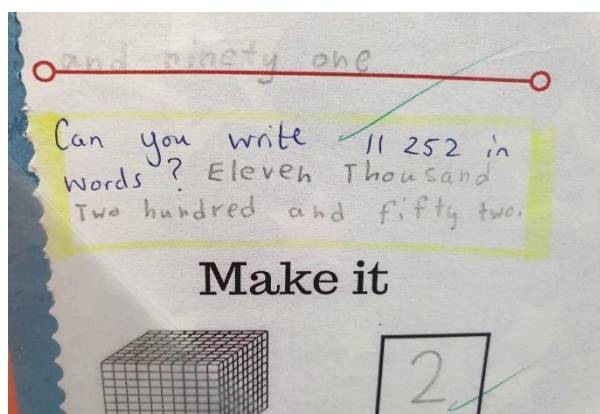 and ninety one
Can you write 11 252 in
words? Eleven Thousand
Two hundred and fifty two.
Make it
2